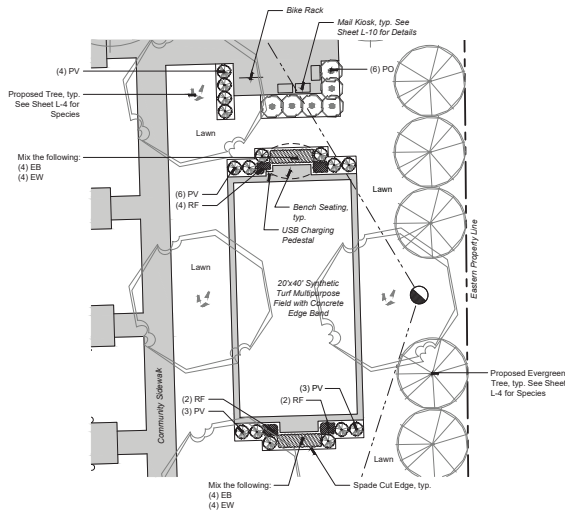 Bike Rack
Mail Kiosk, typ. See
Sheet L-10 for Details
(4) PV
(6) PO
Proposed Tree, typ.
See Sheet L-4 for
Species
Lawn
Mix the following:
(4) EB
(4) EW
Lawn
(6) PV
(4) RF
Bench Seating,
typ.
USB Charging
Pedestal
Eastern Property Line
Lawn
20'x40' Synthetic
Turf Multipurpose
Field with Concrete
Edge Band
Community Sidewalk
Proposed Evergreen
Tree, typ. See Sheet
L-4 for Species
(3) PV
(2) RF
(2) RF
(3) PV
Lawn
Mix the following:
(4) EB
(4) EW
Spade Cut Edge, typ.